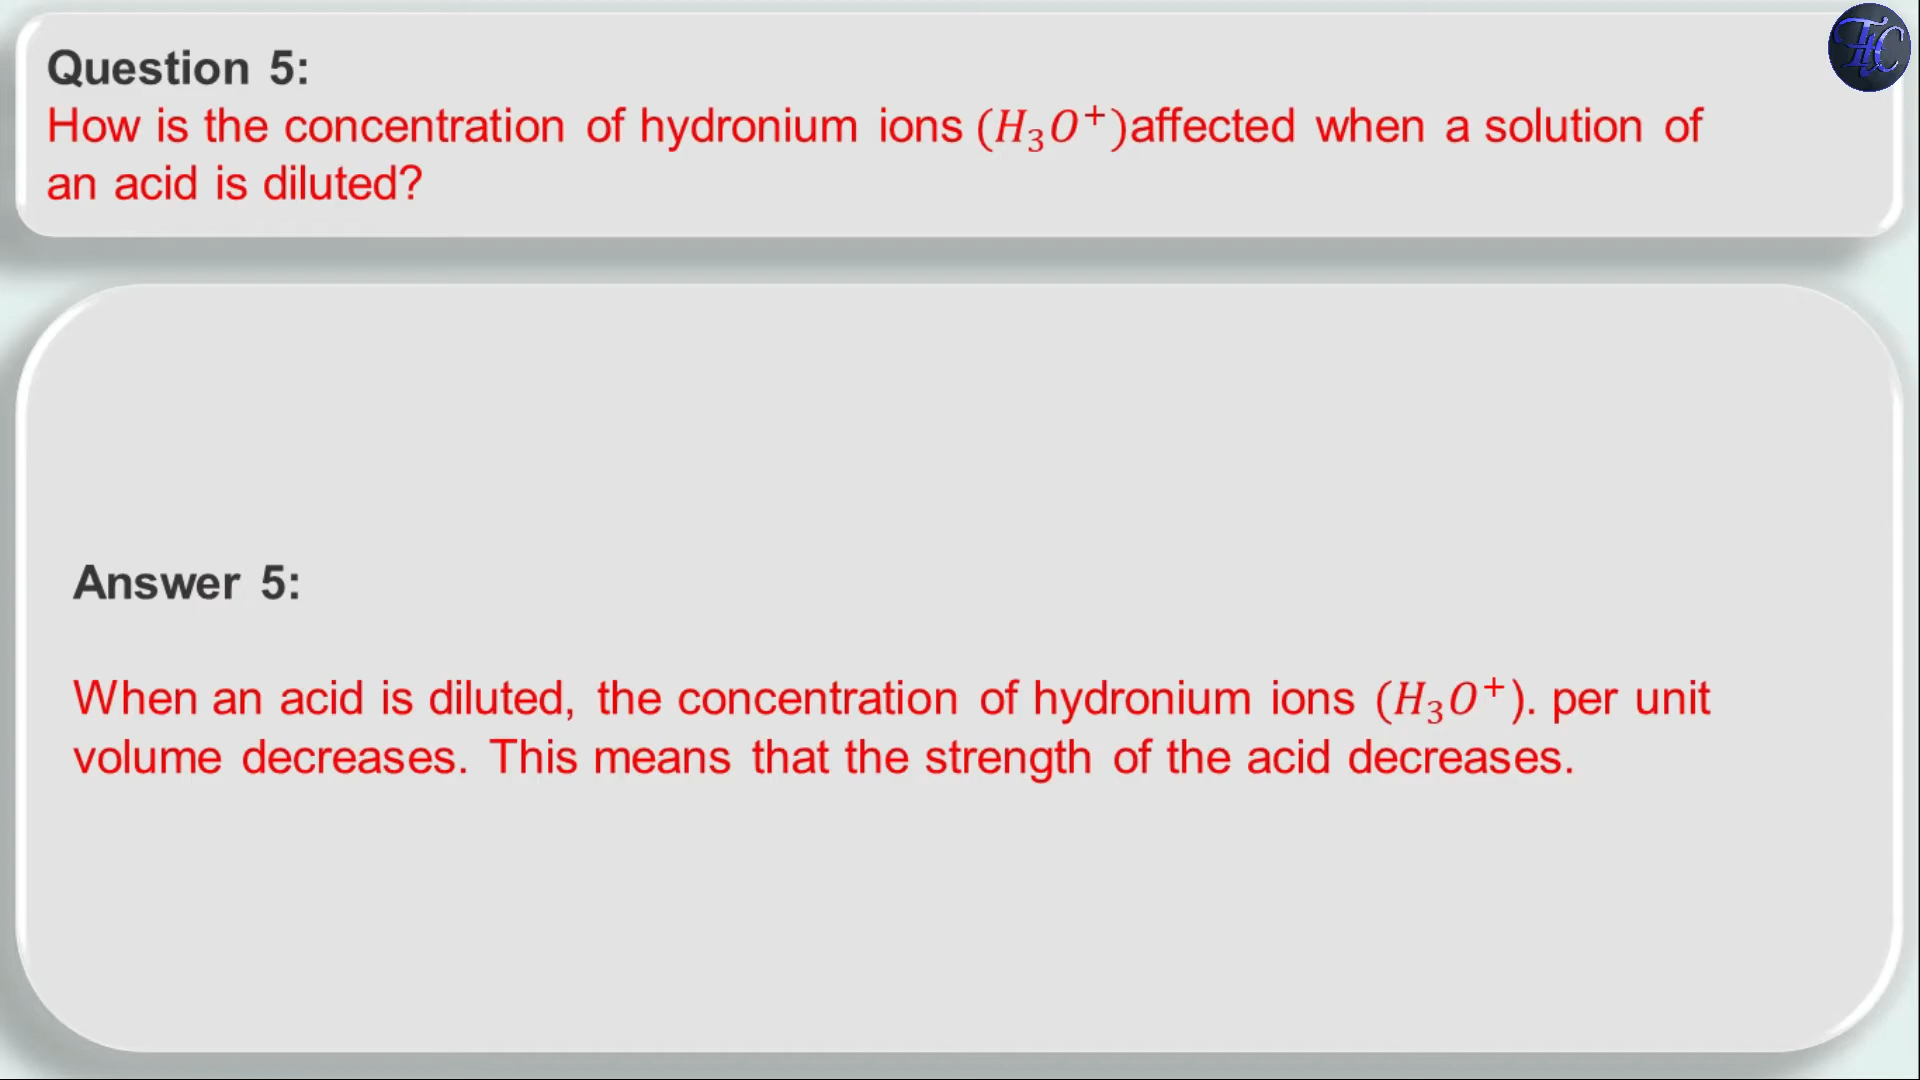 Question 5:
How is the concentration of hydronium ions (H₃O⁺)affected when a solution of
an acid is diluted?
Answer 5:
When an acid is diluted, the concentration of hydronium ions (H₃O⁺). per unit
volume decreases. This means that the strength of the acid decreases.